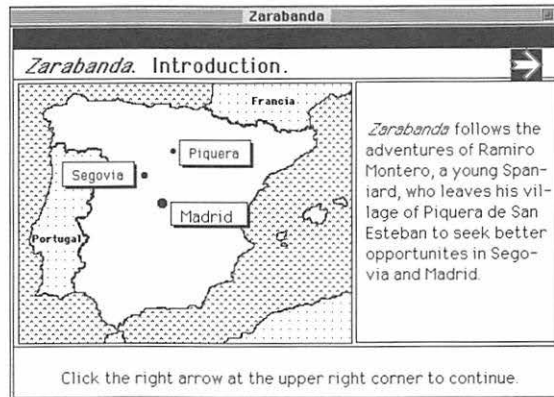 Zarabanda
Zarabanda. Introduction.
Francia
Piquera
Segovia
Madrid
Portugal
Zarabanda follows the
adventures of Ramiro
Montero, a young Span-
iard, who leaves his vil-
lage of Piquera de San
Esteban to seek better
opportunites in Sego-
via and Madrid.
Click the right arrow at the upper right corner to continue.